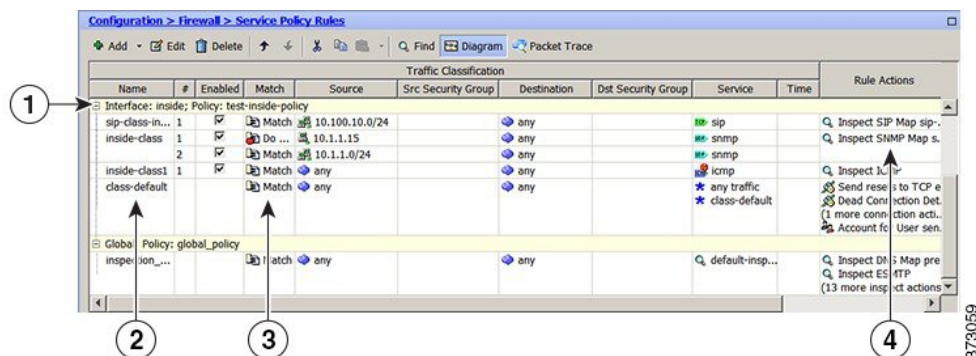 Configuration > Firewall > Service Policy Rules
Add Edit Delete Find Diagram Packet Trace
Traffic Classification
Name # Enabled Match Source Src Security Group Destination Dst Security Group Service Time Rule Actions
1
Interface: inside; Policy: test-inside-policy
sip-class-in... 1 Match 10.100.10.0/24 any sip Inspect SIP Map sip-.
inside-class 1 Do ... 10.1.1.15 any snmp Inspect SNMP Map s.
2 Match 10.1.1.0/24 any snmp
inside-class1 1 Match any any icmp Inspect
class-default Match any any any traffic Send to TCP e
class-default Dead Det.
(1 more acti..
Account for User sen.
Policy: global_policy
inspection_... any any default-insp... Inspect Map pre
Inspect
(13 more actions
2 3 4
373059